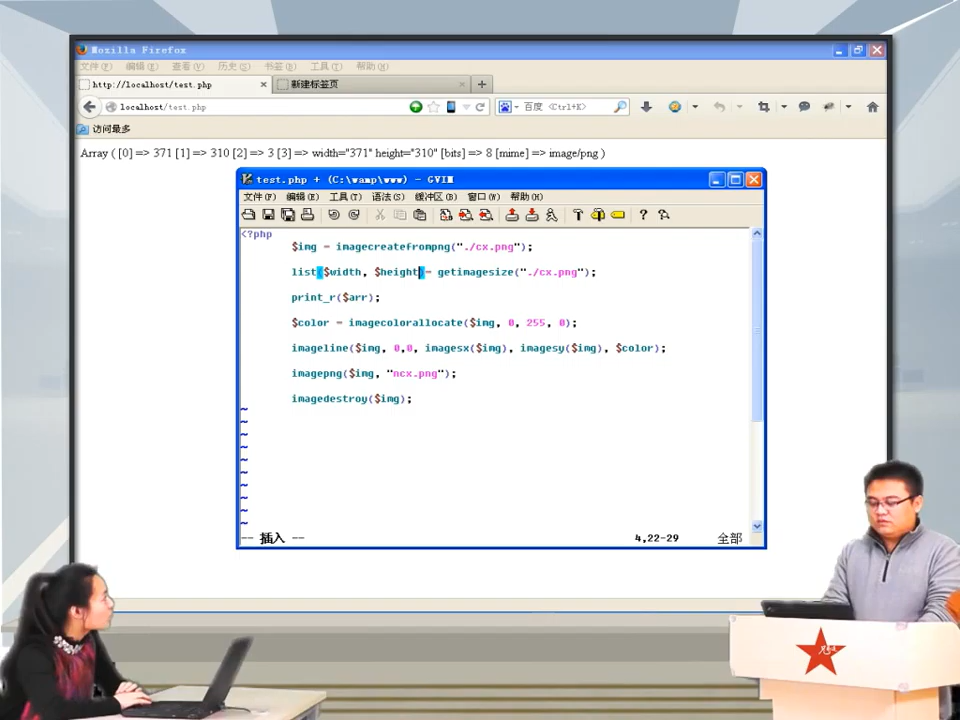 Mozilla Firefox
文件(F) 编辑(E) 查看(V) 历史(S) 书签(B) 工具(T) 帮助(H)
http://localhost/test.php
新建标签页
localhost/test.php
百度 <Ctrl+K>
访问最多
Array ( [0] => 371 [1] => 310 [2] => 3 [3] => width="371" height="310" [bits] => 8 [mime] => image/png )
test.php + (C:\wamp\www) - GVIM
文件(F) 编辑(E) 工具(T) 语法(S) 缓冲区(B) 窗口(W) 帮助(H)
<?php
$img = imagecreatefrompng("./cx.png");
list($width, $height)= getimagesize("./cx.png");
print_r($arr);
$color = imagecolorallocate($img, 0, 255, 0);
imageline($img, 0,0, imagesx($img), imagesy($img), $color);
imagepng($img, "ncx.png");
imagedestroy($img);
~
~
~
~
~
~
~
~
~
~
-- 插入 --
4,22-29
全部